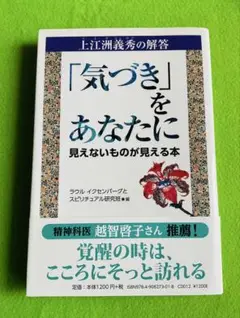 上江洲義秀の解答
「気づき」を
あなたに
見えないものが見える本
ラウル イクセンバーグと
スピリチュアル研究班●編
精神科医 越智啓子さん 推薦!
覚醒の時は、
こころにそっと訪れる
定価:本体1200円+税